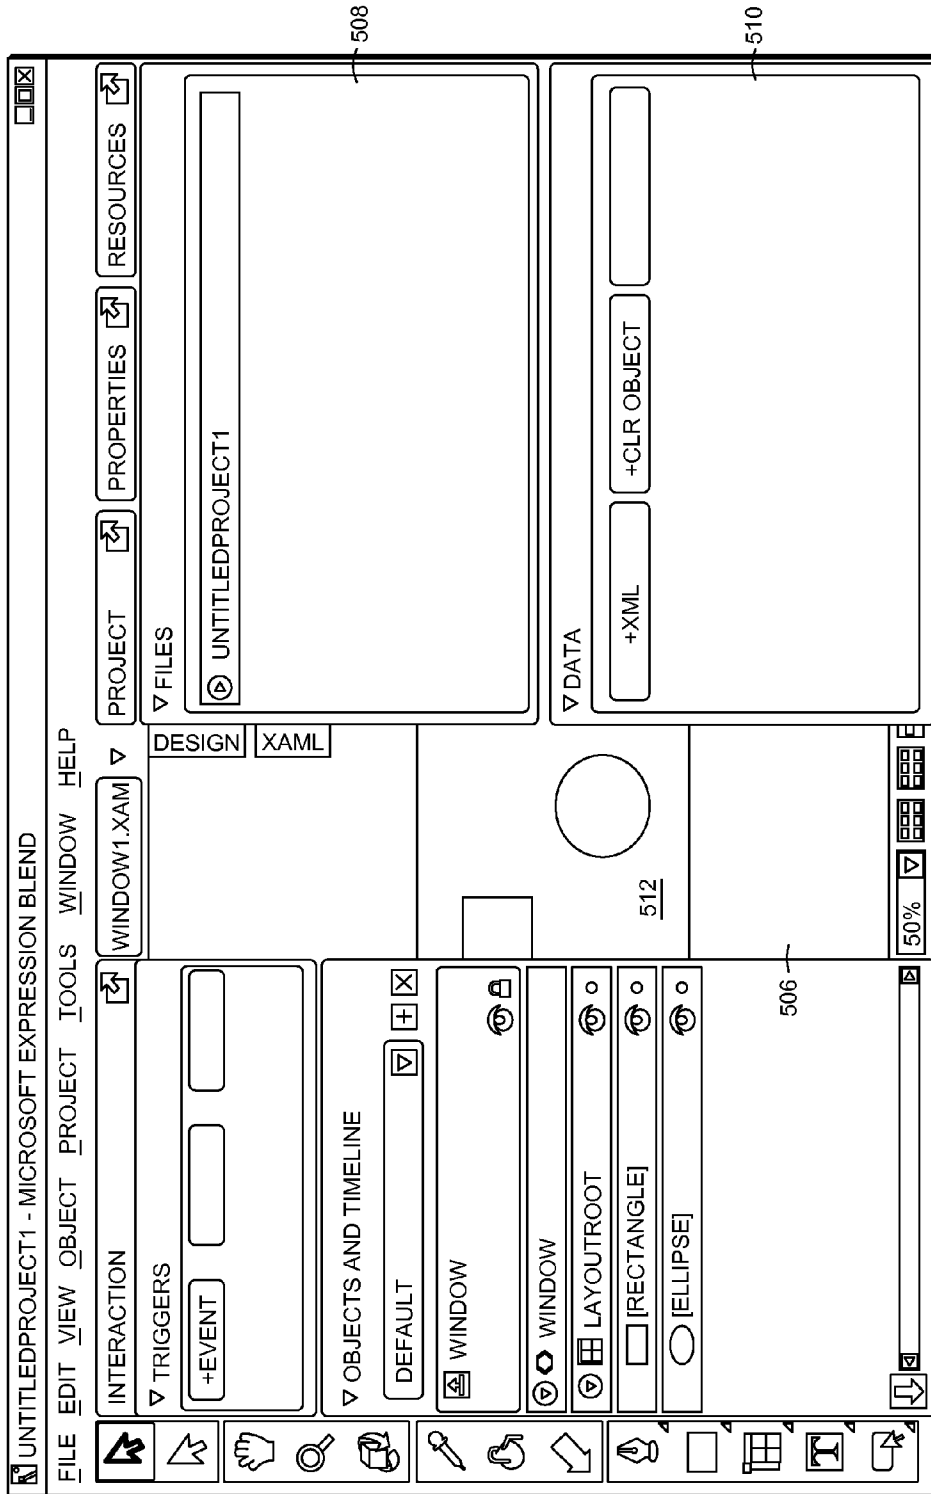 UNTITLEDPROJECT1 - MICROSOFT EXPRESSION BLEND
FILE EDIT VIEW OBJECT PROJECT TOOLS WINDOW HELP
INTERACTION
TRIGGERS
+EVENT
OBJECTS AND TIMELINE
DEFAULT
WINDOW
WINDOW
LAYOUTROOT
[RECTANGLE]
[ELLIPSE]
506
WINDOW1.XAM
DESIGN
XAML
512
50%
PROJECT
PROPERTIES
RESOURCES
FILES
UNTITLEDPROJECT1
508
DATA
+XML
+CLR OBJECT
510
T